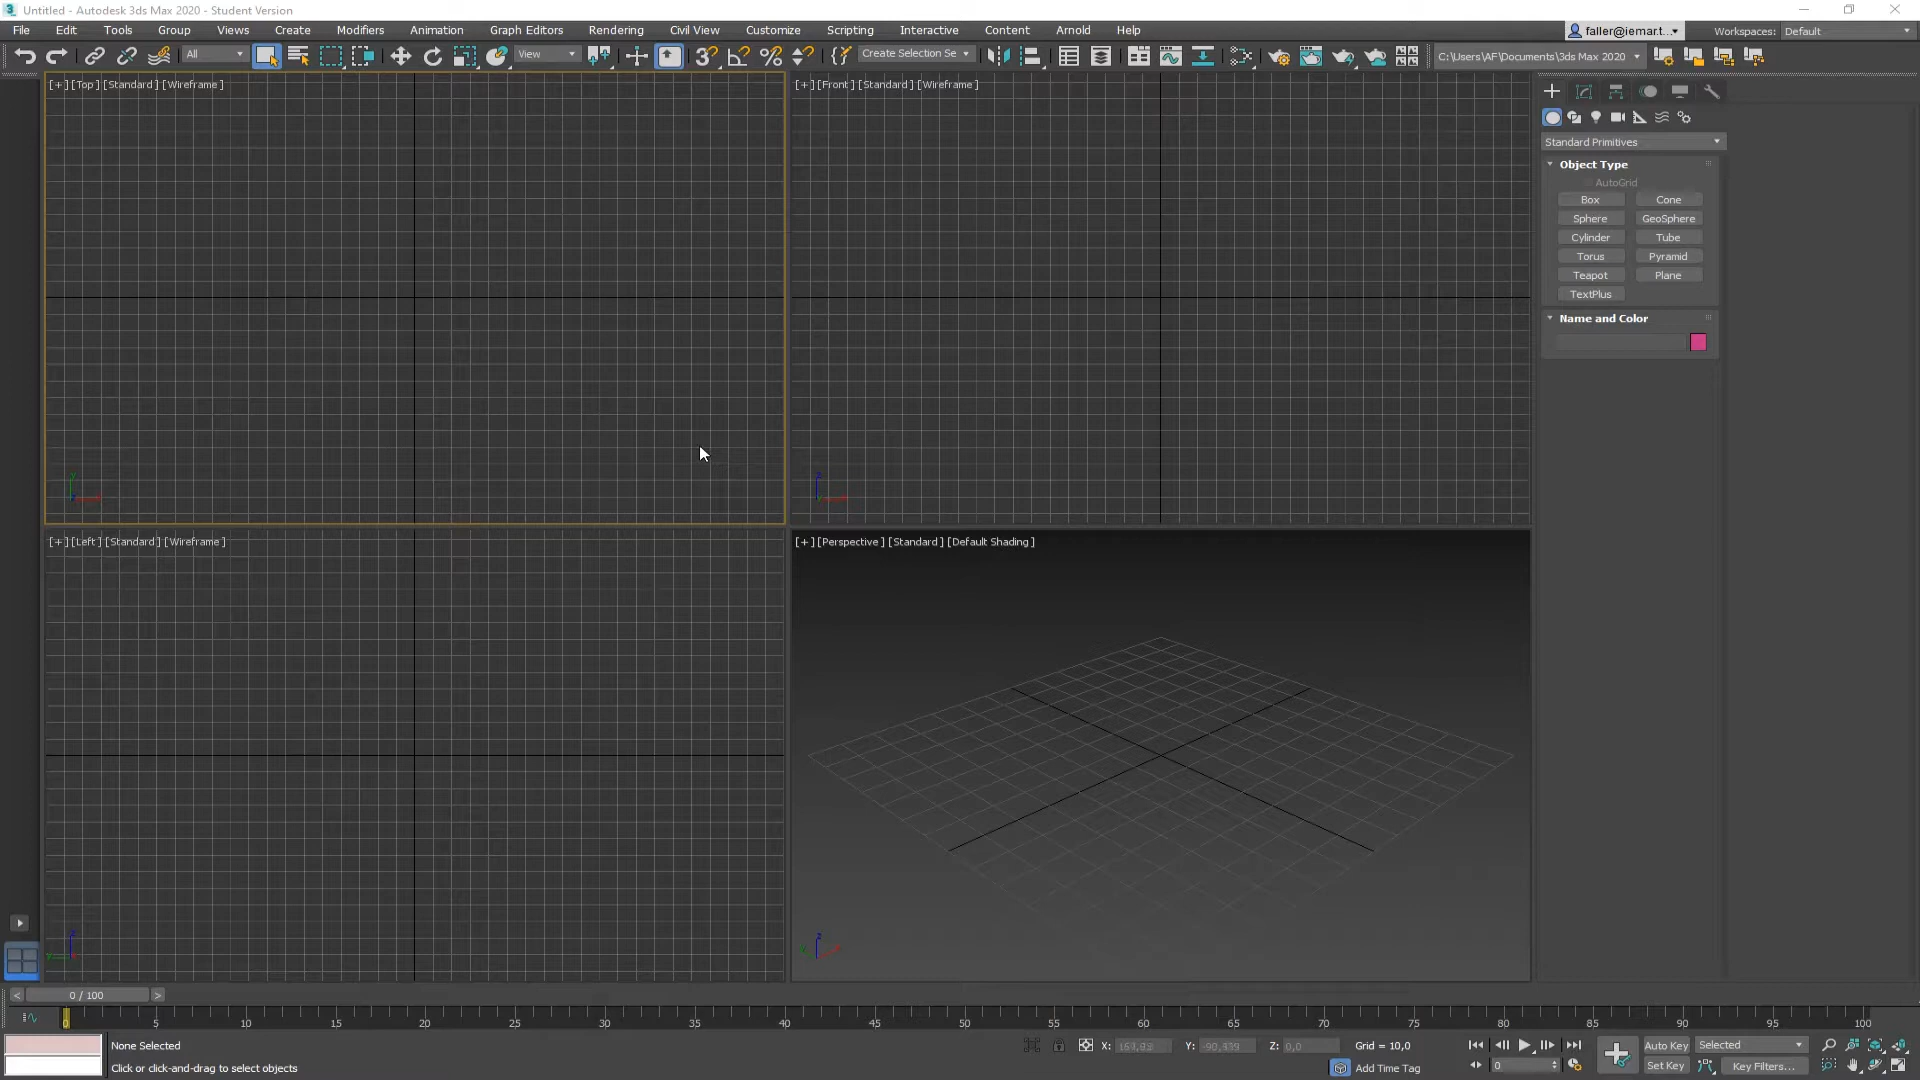 Untitled - Autodesk 3ds Max 2020 - Student Version
File Edit Tools Group Views Create Modifiers Animation Graph Editors Rendering Civil View Customize Scripting Interactive Content Arnold Help
faller@iemar.t... Workspaces: Default
All View Create Selection Se C:\Users\AF\Documents\3ds Max 2020
[+] [Top] [Standard] [Wireframe]
[+] [Front] [Standard] [Wireframe]
Standard Primitives
Object Type
AutoGrid
Box Cone
Sphere GeoSphere
Cylinder Tube
Torus Pyramid
Teapot Plane
TextPlus
Name and Color
y
z
[+] [Left] [Standard] [Wireframe]
[+] [Perspective] [Standard] [Default Shading]
z
y
z
0 / 100
0 5 10 15 20 25 30 35 40 45 50 55 60 65 70 75 80 85 90 95 100
None Selected
X: Y: Z: 0,0 Grid = 10,0
Auto Key Selected
Click or click-and-drag to select objects
Add Time Tag
0
Set Key Key Filters...